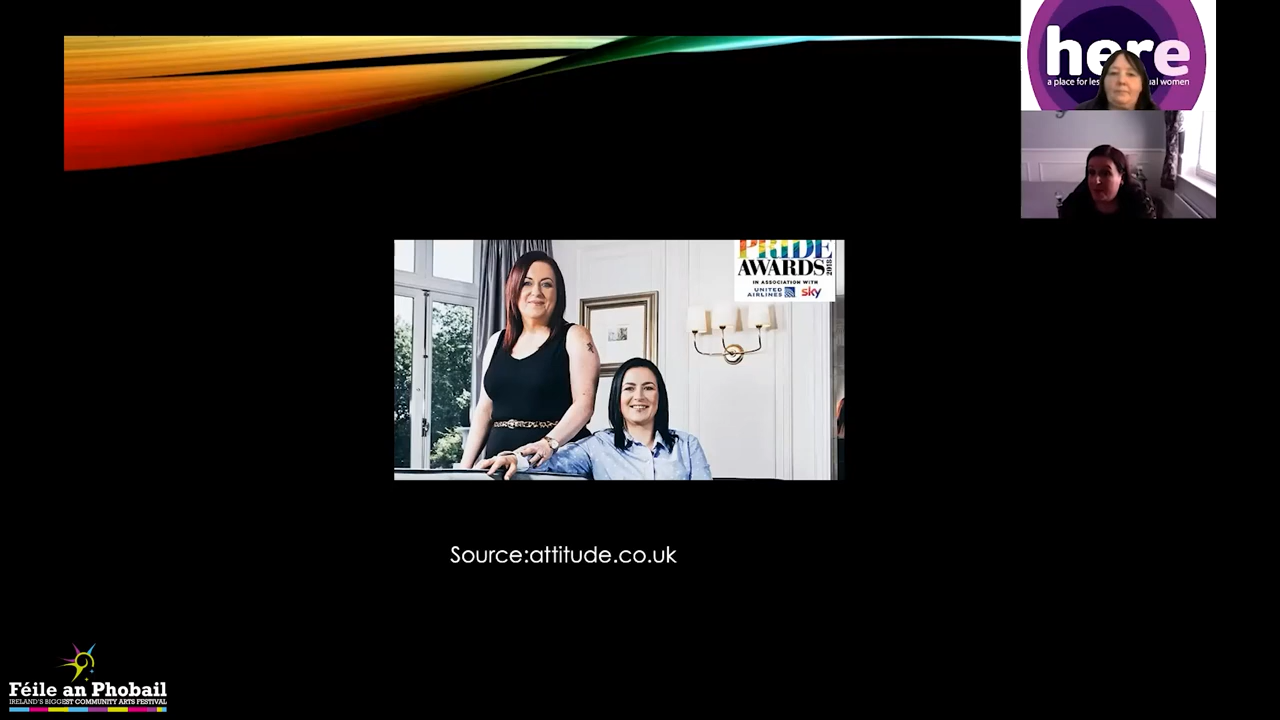 here
a place for les ual women
PRIDE
AWARDS 2018
IN ASSOCIATION WITH
UNITED
AIRLINES
sky
Source:attitude.co.uk
Féile an Phobail
IRELAND'S BIGGEST COMMUNITY ARTS FESTIVAL